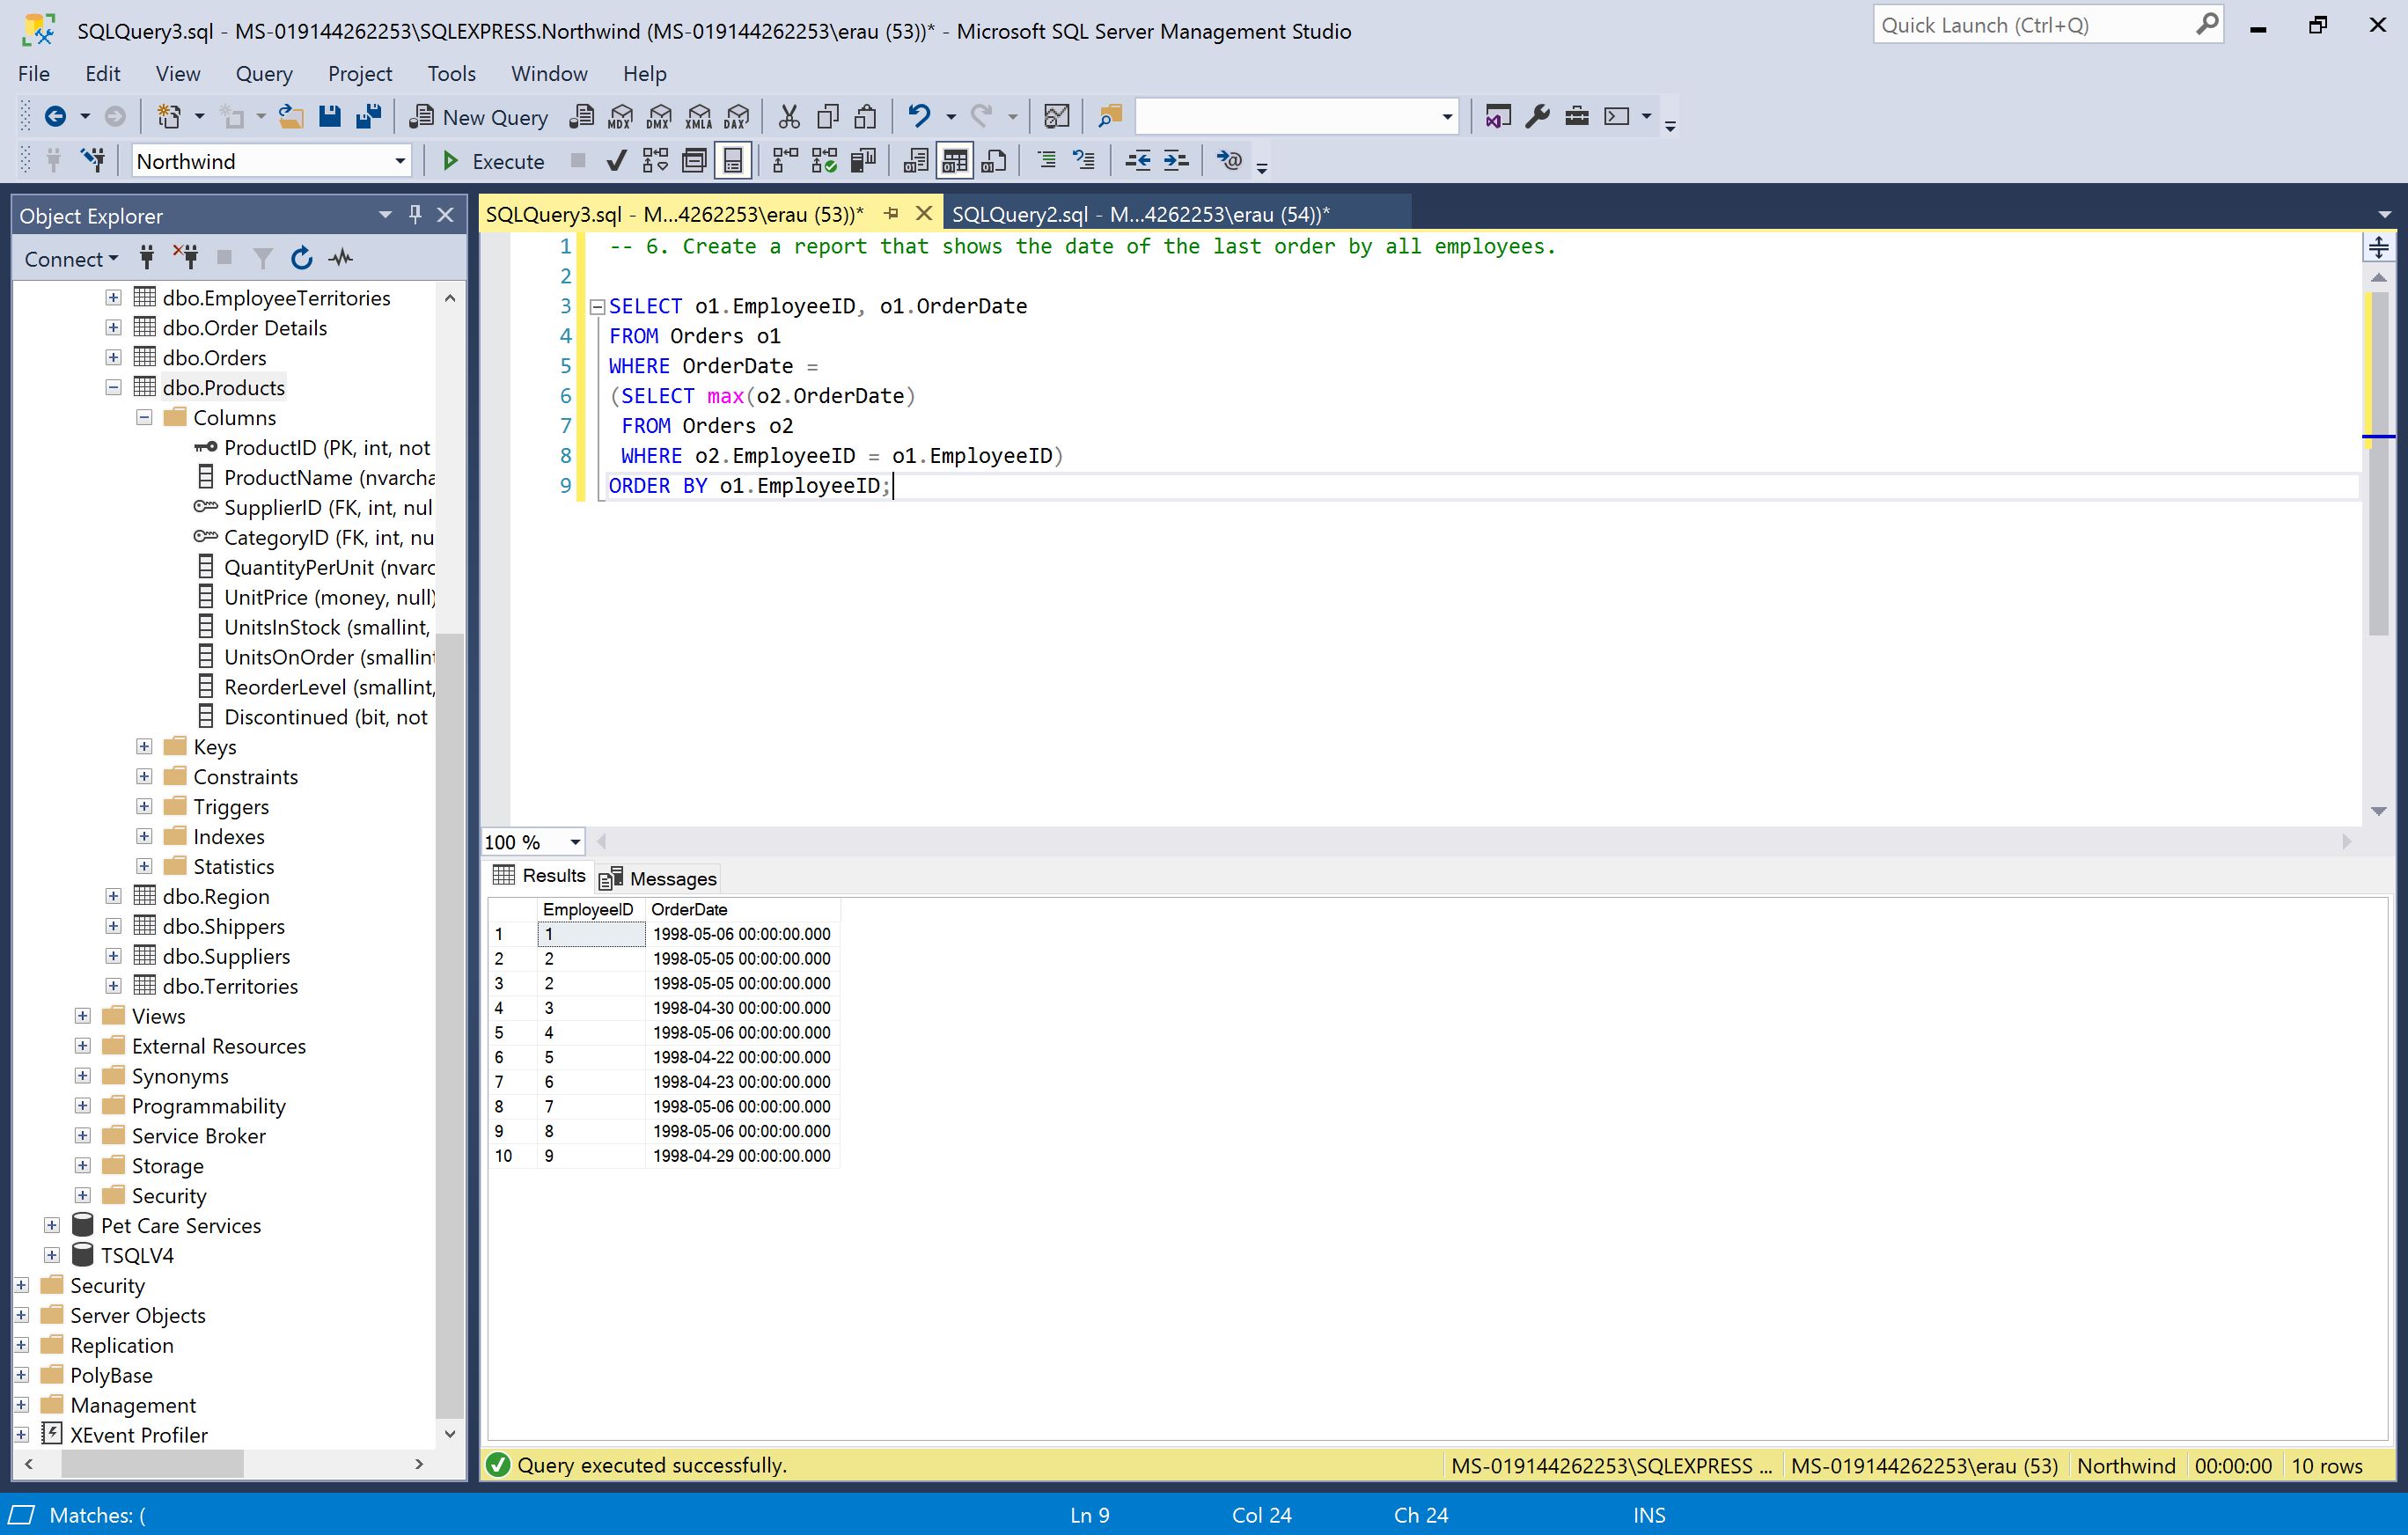 SQLQuery3.sql - MS-019144262253\SQLEXPRESS.Northwind (MS-019144262253\erau (53))* - Microsoft SQL Server Management Studio
Quick Launch (Ctrl+Q)
File Edit View Query Project Tools Window Help
New Query MDX DMX XMLA DAX
Northwind Execute
Object Explorer
Connect
dbo.EmployeeTerritories
dbo.Order Details
dbo.Orders
dbo.Products
Columns
ProductID (PK, int, not
ProductName (nvarcha
SupplierID (FK, int, nul
CategoryID (FK, int, nu
QuantityPerUnit (nvarc
UnitPrice (money, null)
UnitsInStock (smallint,
UnitsOnOrder (smallint
ReorderLevel (smallint,
Discontinued (bit, not
Keys
Constraints
Triggers
Indexes
Statistics
dbo.Region
dbo.Shippers
dbo.Suppliers
dbo.Territories
Views
External Resources
Synonyms
Programmability
Service Broker
Storage
Security
Pet Care Services
TSQLV4
Security
Server Objects
Replication
PolyBase
Management
XEvent Profiler
SQLQuery3.sql - M...4262253\erau (53))* SQLQuery2.sql - M...4262253\erau (54))*
1 -- 6. Create a report that shows the date of the last order by all employees.
2
3 SELECT o1.EmployeeID, o1.OrderDate
4 FROM Orders o1
5 WHERE OrderDate =
6 (SELECT max(o2.OrderDate)
7 FROM Orders o2
8 WHERE o2.EmployeeID = o1.EmployeeID)
9 ORDER BY o1.EmployeeID;
100 %
Results Messages
EmployeeID OrderDate
1 1 1998-05-06 00:00:00.000
2 2 1998-05-05 00:00:00.000
3 2 1998-05-05 00:00:00.000
4 3 1998-04-30 00:00:00.000
5 4 1998-05-06 00:00:00.000
6 5 1998-04-22 00:00:00.000
7 6 1998-04-23 00:00:00.000
8 7 1998-05-06 00:00:00.000
9 8 1998-05-06 00:00:00.000
10 9 1998-04-29 00:00:00.000
Query executed successfully. MS-019144262253\SQLEXPRESS ... MS-019144262253\erau (53) Northwind 00:00:00 10 rows
Matches: ( Ln 9 Col 24 Ch 24 INS